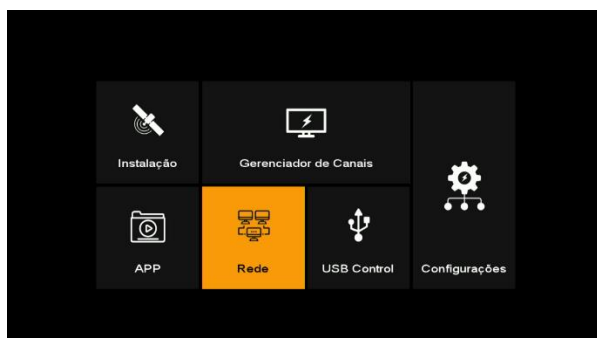 Instalação
Gerenciador de Canais
APP
Rede
USB Control
Configurações